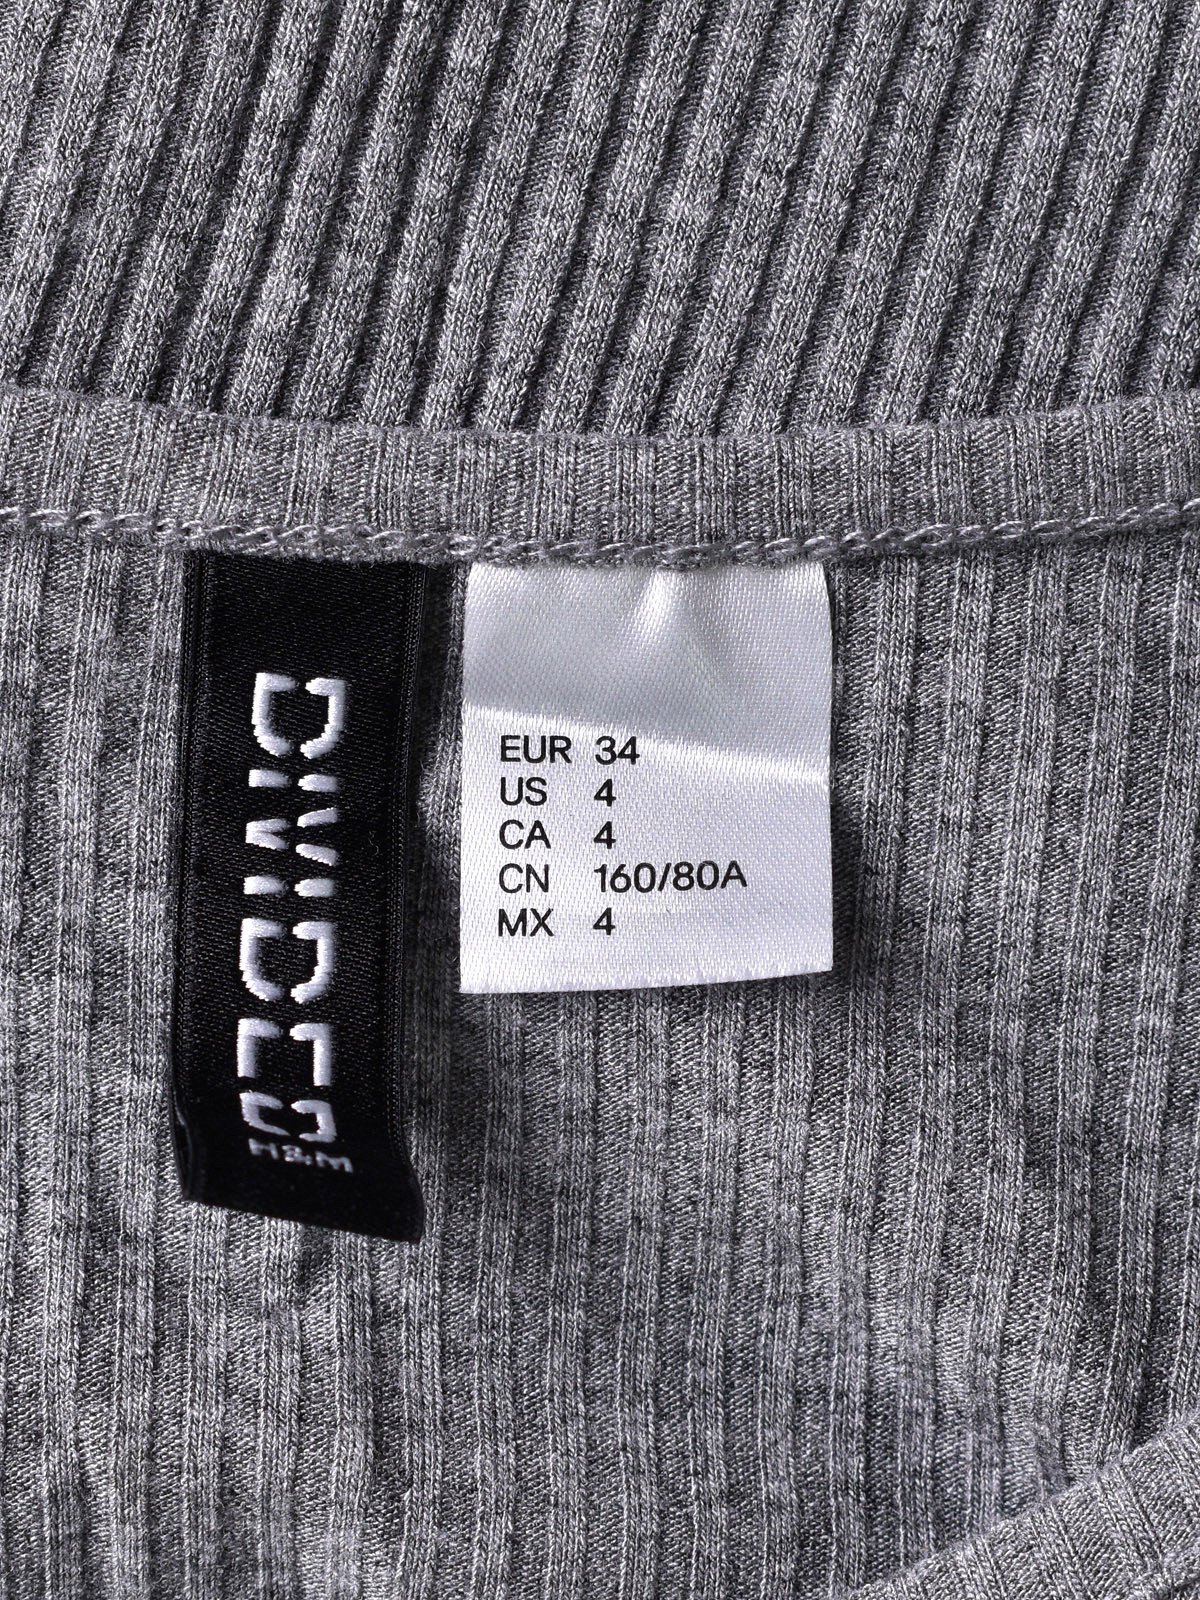 DIVIDED
H&M
EUR 34
US 4
CA 4
CN 160/80A
MX 4